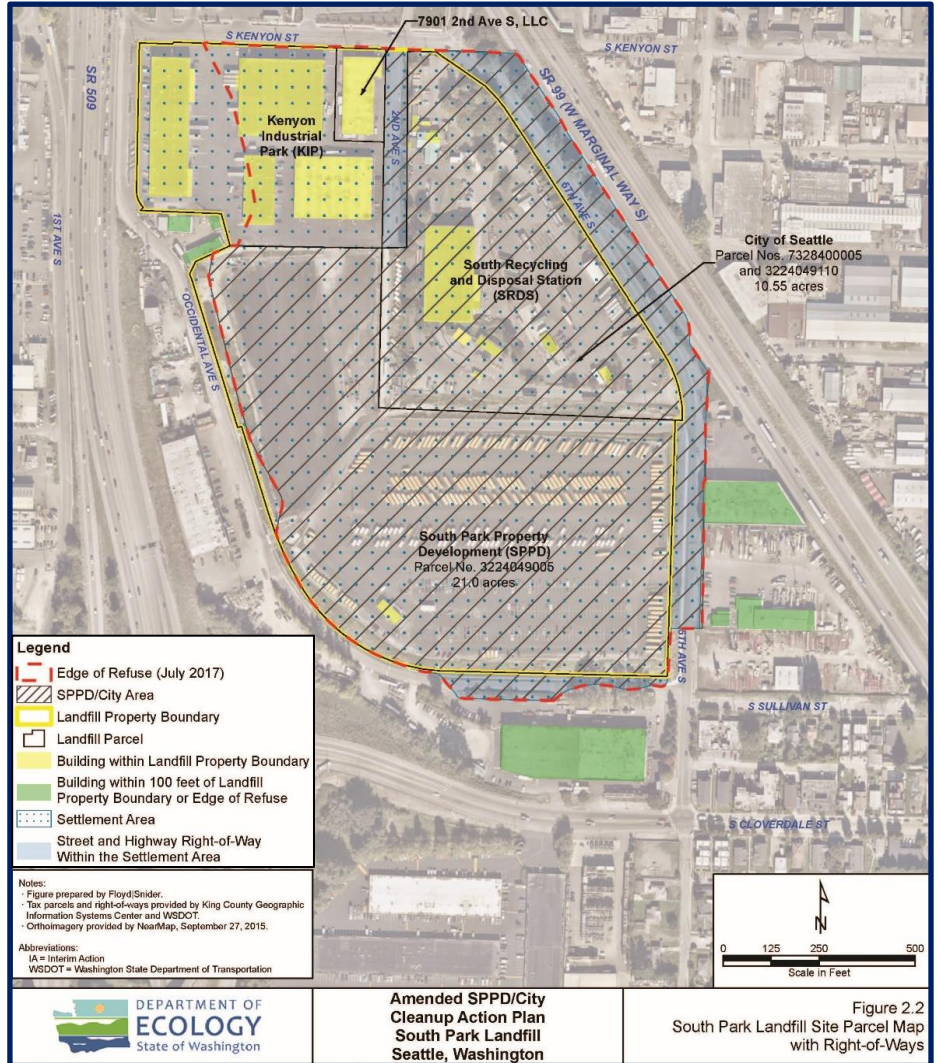 7901 2nd Ave S, LLC
S KENYON ST
S KENYON ST
SR 509
SR 99 (W MARGINAL WAY S)
Kenyon
Industrial
Park (KIP)
2ND AVE S
6TH AVE S
1ST AVE S
City of Seattle
Parcel Nos. 7328400005
and 3224049110
10.55 acres
South Recycling
and Disposal Station
(SRDS)
OCCIDENTAL AVE S
South Park Property
Development (SPPD)
Parcel No. 3224049005
21.0 acres
5TH AVE S
S SULLIVAN ST
S CLOVERDALE ST
Legend
Edge of Refuse (July 2017)
SPPD/City Area
Landfill Property Boundary
Landfill Parcel
Building within Landfill Property Boundary
Building within 100 feet of Landfill
Property Boundary or Edge of Refuse
Settlement Area
Street and Highway Right-of-Way
Within the Settlement Area
Notes:
· Figure prepared by Floyd|Snider.
· Tax parcels and right-of-ways provided by King County Geographic
Information Systems Center and WSDOT.
· Orthoimagery provided by NearMap, September 27, 2015.
Abbreviations:
IA = Interim Action
WSDOT = Washington State Department of Transportation
N
0 125 250 500
Scale in Feet
DEPARTMENT OF
ECOLOGY
State of Washington
Amended SPPD/City
Cleanup Action Plan
South Park Landfill
Seattle, Washington
Figure 2.2
South Park Landfill Site Parcel Map
with Right-of-Ways